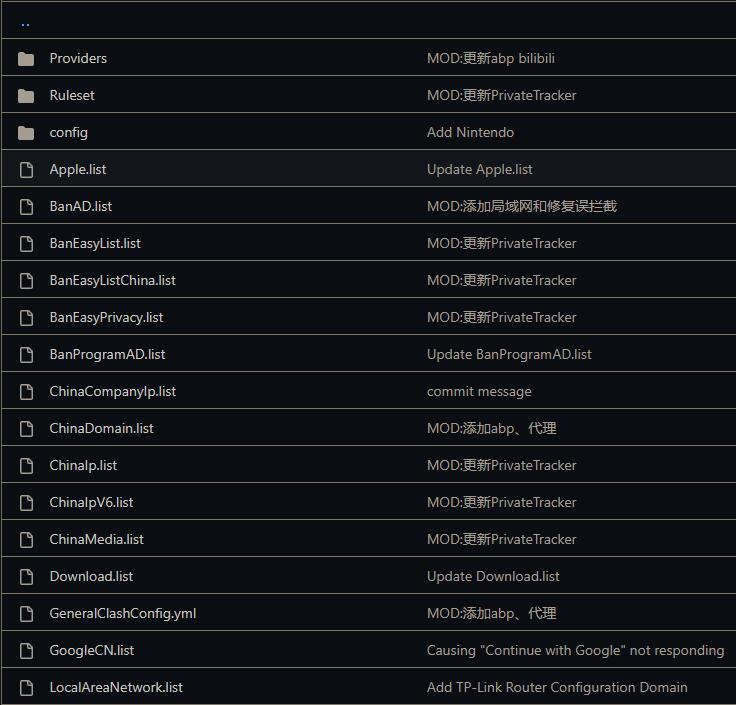 ..
Providers MOD:更新abp bilibili
Ruleset MOD:更新PrivateTracker
config Add Nintendo
Apple.list Update Apple.list
BanAD.list MOD:添加局域网和修复误拦截
BanEasyList.list MOD:更新PrivateTracker
BanEasyListChina.list MOD:更新PrivateTracker
BanEasyPrivacy.list MOD:更新PrivateTracker
BanProgramAD.list Update BanProgramAD.list
ChinaCompanyIp.list commit message
ChinaDomain.list MOD:添加abp、代理
ChinaIp.list MOD:更新PrivateTracker
ChinaIpV6.list MOD:更新PrivateTracker
ChinaMedia.list MOD:更新PrivateTracker
Download.list Update Download.list
GeneralClashConfig.yml MOD:添加abp、代理
GoogleCN.list Causing "Continue with Google" not responding
LocalAreaNetwork.list Add TP-Link Router Configuration Domain